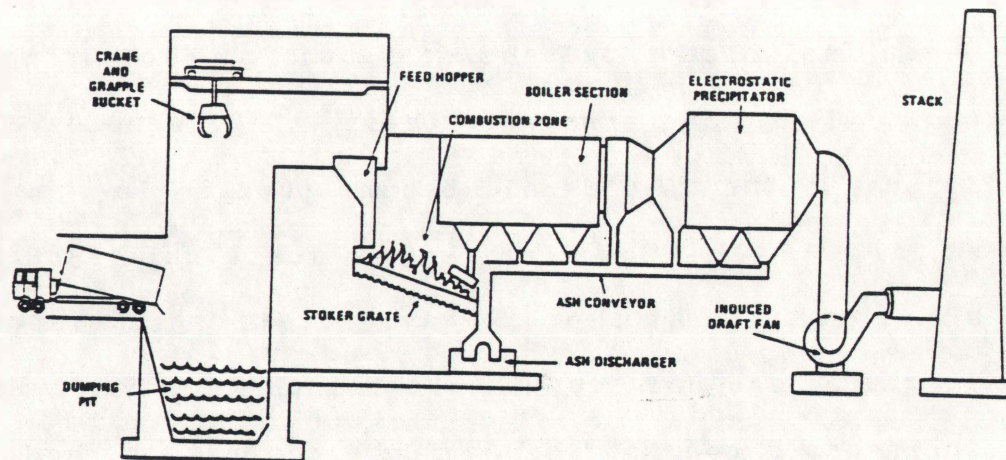 CRANE
AND
GRAPPLE
BUCKET
FEED HOPPER
COMBUSTION ZONE
BOILER SECTION
ELECTROSTATIC
PRECIPITATOR
STACK
STOKER GRATE
ASH CONVEYOR
INDUCED
DRAFT FAN
ASH DISCHARGER
DUMPING
PIT